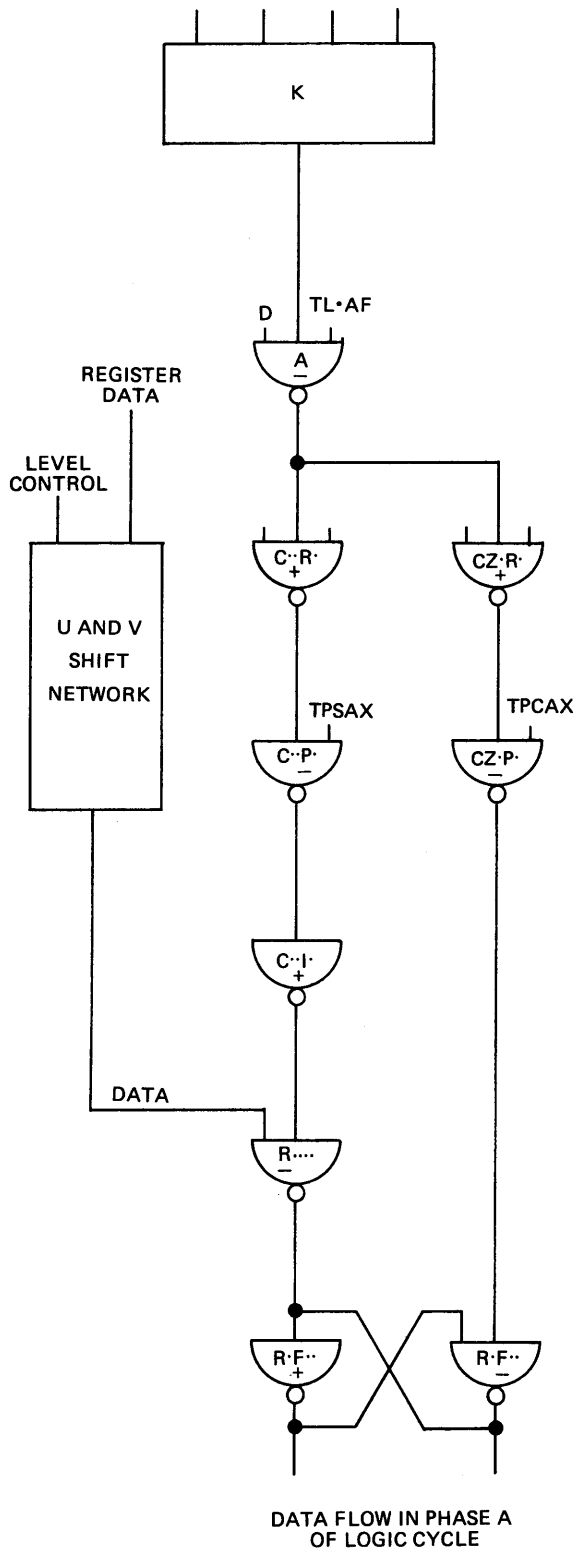 K
D
TL•AF
A
–
REGISTER
DATA
LEVEL
CONTROL
C··R·
+
CZ·R·
+
U AND V
SHIFT
NETWORK
TPSAX
TPCAX
C··P·
–
CZ·P·
–
C··I·
+
DATA
R····
–
R·F··
+
R·F··
–
DATA FLOW IN PHASE A
OF LOGIC CYCLE